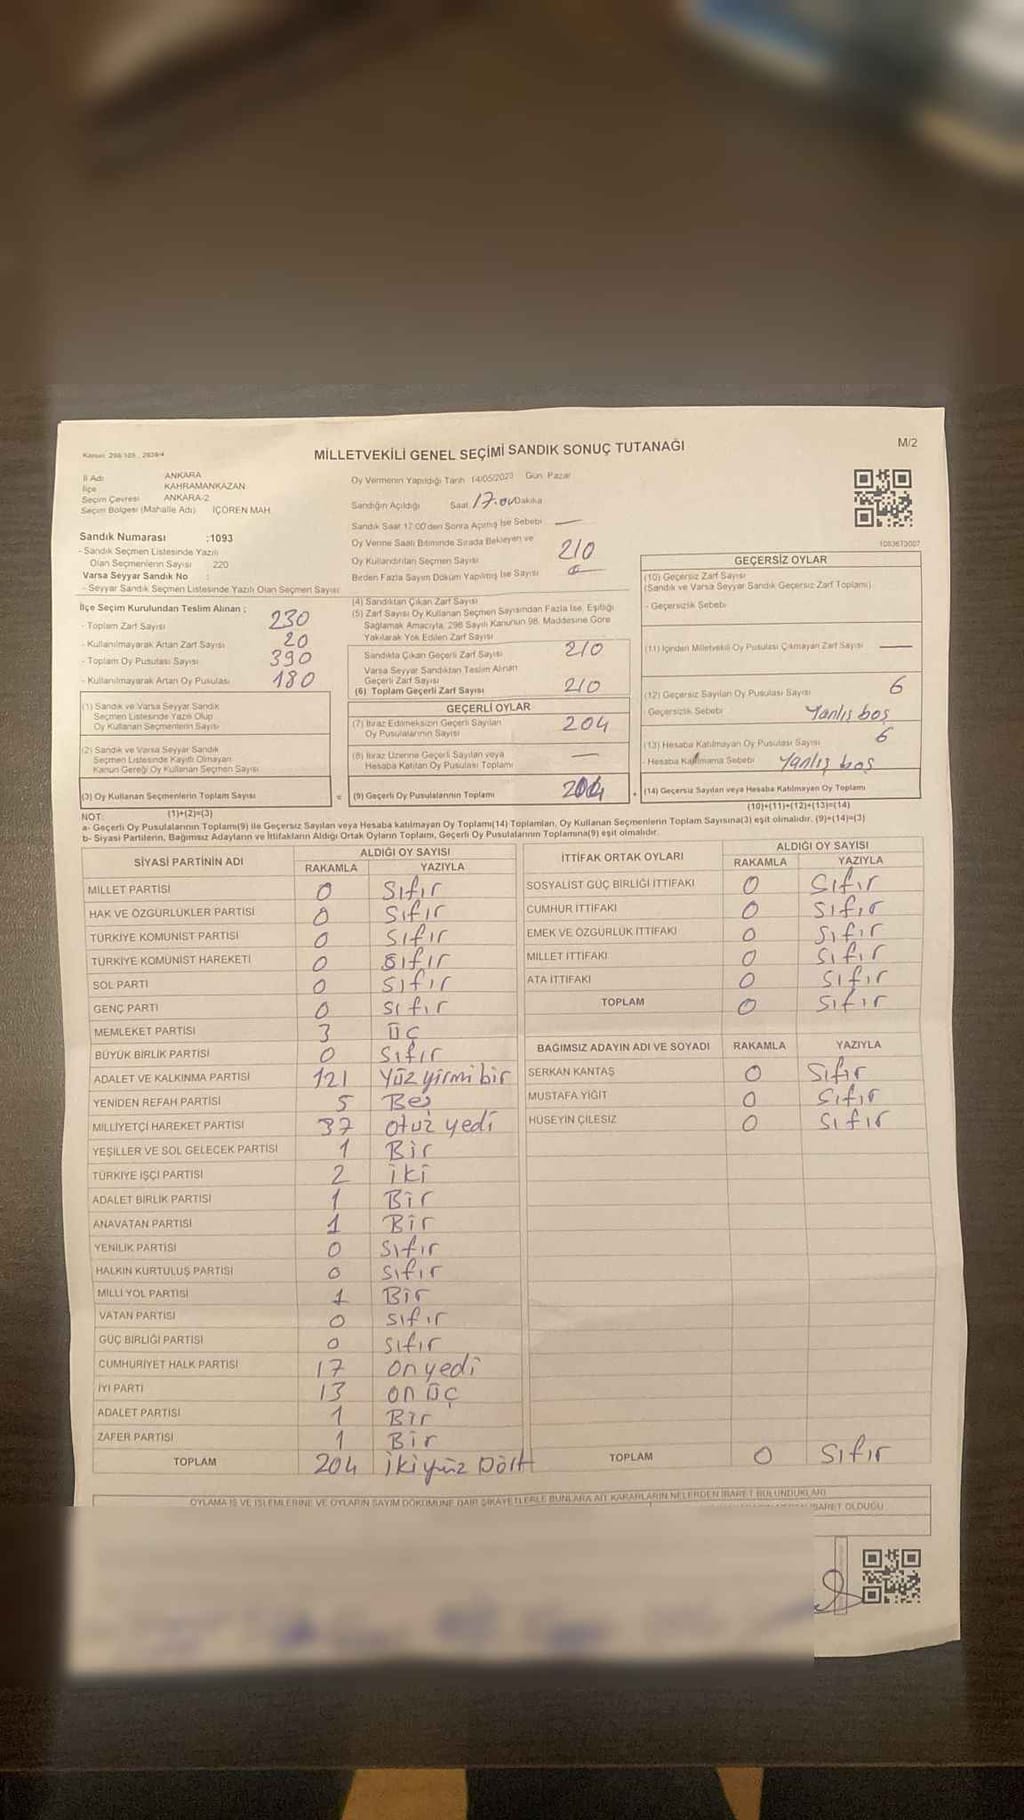 Kanun: 298/105 , 2839/4
MİLLETVEKİLİ GENEL SEÇİMİ SANDIK SONUÇ TUTANAĞI
M/2
İl Adı ANKARA
İlçe KAHRAMANKAZAN
Seçim Çevresi ANKARA-2
Seçim Bölgesi (Mahalle Adı) İÇÖREN MAH.
Oy Vermenin Yapıldığı Tarih 14/05/2023 Gün Pazar
Sandığın Açıldığı Saat 17.00 Dakika
Sandık Saat 17:00'den Sonra Açılmış İse Sebebi —
Oy Verme Saati Bitiminde Sırada Bekleyen ve
Oy Kullandırılan Seçmen Sayısı 210
Birden Fazla Sayım Döküm Yapılmış İse Sayısı
Sandık Numarası :1093
- Sandık Seçmen Listesinde Yazılı
Olan Seçmenlerin Sayısı 220
Varsa Seyyar Sandık No :
- Seyyar Sandık Seçmen Listesinde Yazılı Olan Seçmen Sayısı
İlçe Seçim Kurulundan Teslim Alınan ;
- Toplam Zarf Sayısı 230
- Kullanılmayarak Artan Zarf Sayısı 20
- Toplam Oy Pusulası Sayısı 390
- Kullanılmayarak Artan Oy Pusulası 180
(1) Sandık ve Varsa Seyyar Sandık
Seçmen Listesinde Yazılı Olup
Oy Kullanan Seçmenlerin Sayısı
(2) Sandık ve Varsa Seyyar Sandık
Seçmen Listesinde Kayıtlı Olmayan
Kanun Gereği Oy Kullanan Seçmen Sayısı
(3) Oy Kullanan Seçmenlerin Toplam Sayısı
(1)+(2)=(3)
(4) Sandıktan Çıkan Zarf Sayısı
(5) Zarf Sayısı Oy Kullanan Seçmen Sayısından Fazla İse, Eşitliği
Sağlamak Amacıyla, 298 Sayılı Kanunun 98. Maddesine Göre
Yakılarak Yok Edilen Zarf Sayısı
Sandıkta Çıkan Geçerli Zarf Sayısı 210
Varsa Seyyar Sandıktan Teslim Alınan
Geçerli Zarf Sayısı
(6) Toplam Geçerli Zarf Sayısı 210
GEÇERLİ OYLAR
(7) İtiraz Edilmeksizin Geçerli Sayılan
Oy Pusulalarının Sayısı 204
(8) İtiraz Üzerine Geçerli Sayılan veya
Hesaba Katılan Oy Pusulası Toplamı —
= (9) Geçerli Oy Pusulalarının Toplamı 204 +
GEÇERSİZ OYLAR
(10) Geçersiz Zarf Sayısı
(Sandık ve Varsa Seyyar Sandık Geçersiz Zarf Toplamı)
- Geçersizlik Sebebi
(11) İçinden Milletvekili Oy Pusulası Çıkmayan Zarf Sayısı —
(12) Geçersiz Sayılan Oy Pusulası Sayısı 6
Geçersizlik Sebebi Yanlış boş
(13) Hesaba Katılmayan Oy Pusulası Sayısı 6
- Hesaba Katılmama Sebebi Yanlış boş
(14) Geçersiz Sayılan veya Hesaba Katılmayan Oy Toplamı
(10)+(11)+(12)+(13)=(14)
NOT:
a- Geçerli Oy Pusulalarının Toplamı(9) ile Geçersiz Sayılan veya Hesaba katılmayan Oy Toplamı(14) Toplamları, Oy Kullanan Seçmenlerin Toplam Sayısına(3) eşit olmalıdır. (9)+(14)=(3)
b- Siyasi Partilerin, Bağımsız Adayların ve İttifakların Aldığı Ortak Oyların Toplamı, Geçerli Oy Pusulalarının Toplamına(9) eşit olmalıdır.
SİYASİ PARTİNİN ADI ALDIĞI OY SAYISI
RAKAMLA YAZIYLA
MİLLET PARTİSİ 0 Sıfır
HAK VE ÖZGÜRLÜKLER PARTİSİ 0 Sıfır
TÜRKİYE KOMÜNİST PARTİSİ 0 Sıfır
TÜRKİYE KOMÜNİST HAREKETİ 0 Sıfır
SOL PARTİ 0 Sıfır
GENÇ PARTİ 0 Sıfır
MEMLEKET PARTİSİ 3 üç
BÜYÜK BİRLİK PARTİSİ 0 Sıfır
ADALET VE KALKINMA PARTİSİ 121 Yüz yirmi bir
YENİDEN REFAH PARTİSİ 5 Beş
MİLLİYETÇİ HAREKET PARTİSİ 37 otuz yedi
YEŞİLLER VE SOL GELECEK PARTİSİ 1 Bir
TÜRKİYE İŞÇİ PARTİSİ 2 iki
ADALET BİRLİK PARTİSİ 1 Bir
ANAVATAN PARTİSİ 1 Bir
YENİLİK PARTİSİ 0 Sıfır
HALKIN KURTULUŞ PARTİSİ 0 Sıfır
MİLLİ YOL PARTİSİ 1 Bir
VATAN PARTİSİ 0 sıfır
GÜÇ BİRLİĞİ PARTİSİ 0 sıfır
CUMHURİYET HALK PARTİSİ 17 on yedi
İYİ PARTİ 13 on üç
ADALET PARTİSİ 1 Bir
ZAFER PARTİSİ 1 Bir
TOPLAM 204 ikiyüz Dört
İTTİFAK ORTAK OYLARI ALDIĞI OY SAYISI
RAKAMLA YAZIYLA
SOSYALİST GÜÇ BİRLİĞİ İTTİFAKI 0 Sıfır
CUMHUR İTTİFAKI 0 Sıfır
EMEK VE ÖZGÜRLÜK İTTİFAKI 0 Sıfır
MİLLET İTTİFAKI 0 Sıfır
ATA İTTİFAKI 0 Sıfır
TOPLAM 0 Sıfır
BAĞIMSIZ ADAYIN ADI VE SOYADI RAKAMLA YAZIYLA
SERKAN KANTAŞ 0 Sıfır
MUSTAFA YİĞİT 0 Sıfır
HÜSEYİN ÇİLESİZ 0 Sıfır
TOPLAM 0 Sıfır
OYLAMA İŞ VE İŞLEMLERİNE VE OYLARIN SAYIM DÖKÜMÜNE DAİR ŞİKAYETLERLE BUNLARA AİT KARARLARIN NELERDEN İBARET BULUNDUKLARI
İBARET OLDUĞU